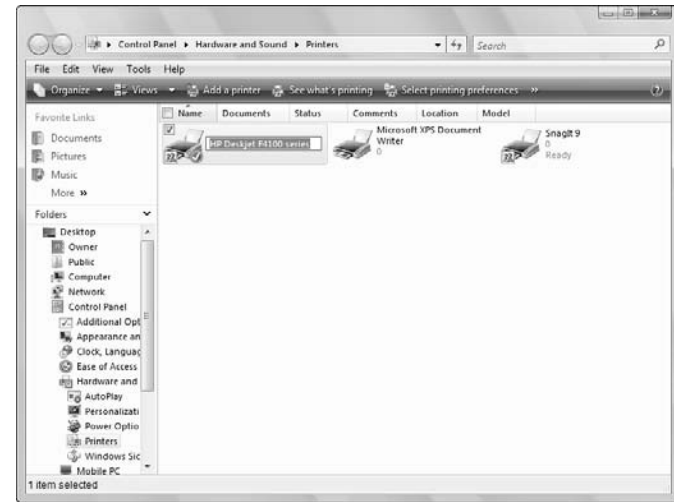 Control Panel ▸ Hardware and Sound ▸ Printers
Search
File Edit View Tools Help
Organize Views Add a printer See what's printing Select printing preferences »
Favorite Links
Documents
Pictures
Music
More »
Folders
Desktop
Owner
Public
Computer
Network
Control Panel
Additional Opt
Appearance an
Clock, Languag
Ease of Access
Hardware and
AutoPlay
Personalizati
Power Optio
Printers
Windows Sic
Mobile PC
Name Documents Status Comments Location Model
HP Deskjet F4100 series
Microsoft XPS Document
Writer
0
SnagIt 9
0
Ready
1 item selected